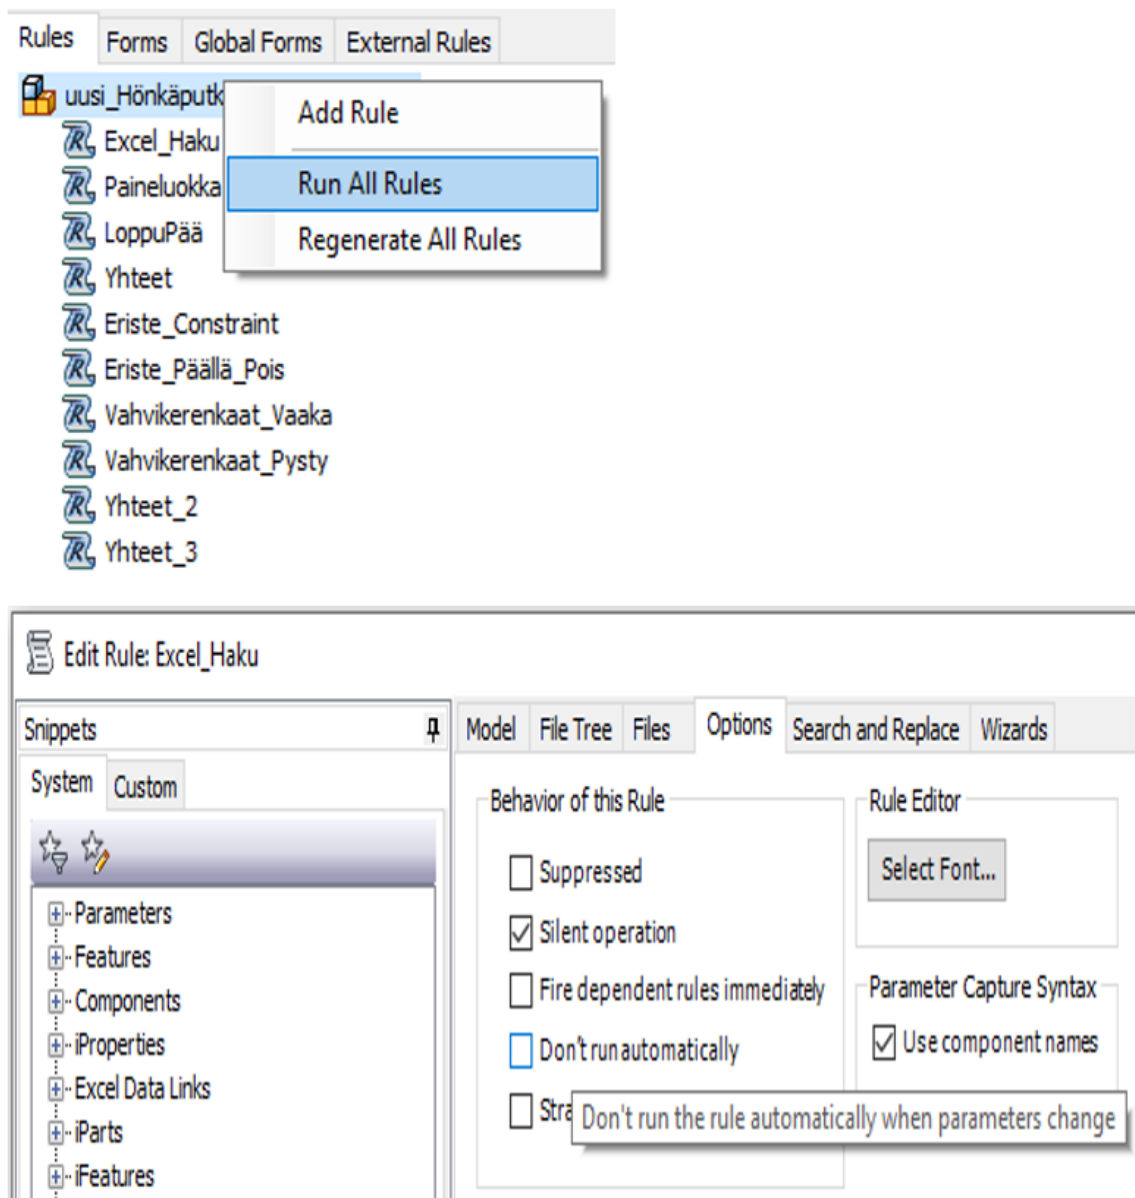 Rules Forms Global Forms External Rules
uusi_Hönkäputk
Add Rule
Excel_Haku
Run All Rules
Paineluokka
LoppuPää
Regenerate All Rules
Yhteet
Eriste_Constraint
Eriste_Päällä_Pois
Vahvikerenkaat_Vaaka
Vahvikerenkaat_Pysty
Yhteet_2
Yhteet_3
Edit Rule: Excel_Haku
Snippets
Model File Tree Files Options Search and Replace Wizards
System Custom
Behavior of this Rule
Rule Editor
Suppressed
Select Font...
Parameters
Silent operation
Features
Fire dependent rules immediately
Parameter Capture Syntax
Components
Don't run automatically
Use component names
iProperties
Excel Data Links
Stra
Don't run the rule automatically when parameters change
iParts
iFeatures